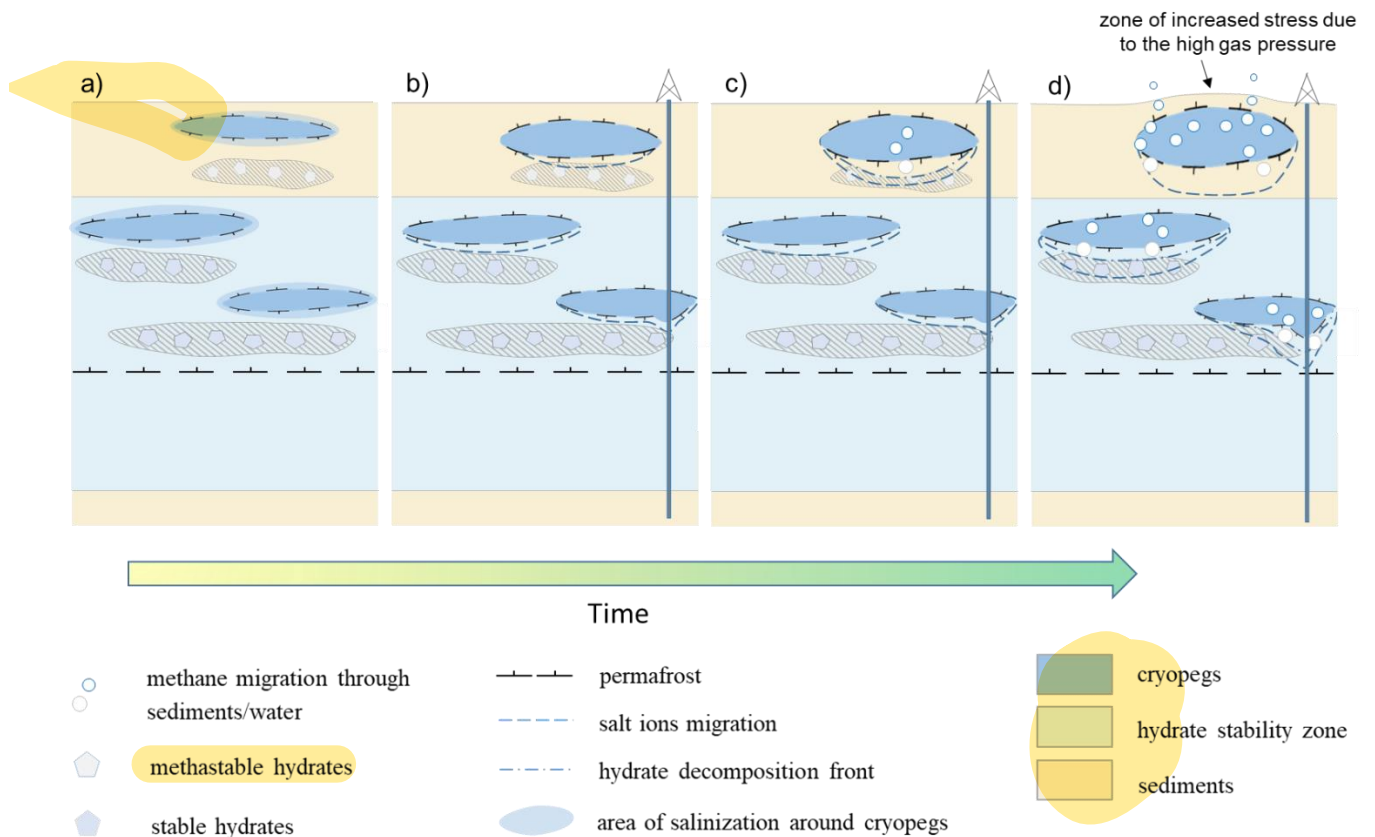 zone of increased stress due
to the high gas pressure
a)
b)
c)
d)
Time
methane migration through
sediments/water
methastable hydrates
stable hydrates
permafrost
salt ions migration
hydrate decomposition front
area of salinization around cryopegs
cryopegs
hydrate stability zone
sediments